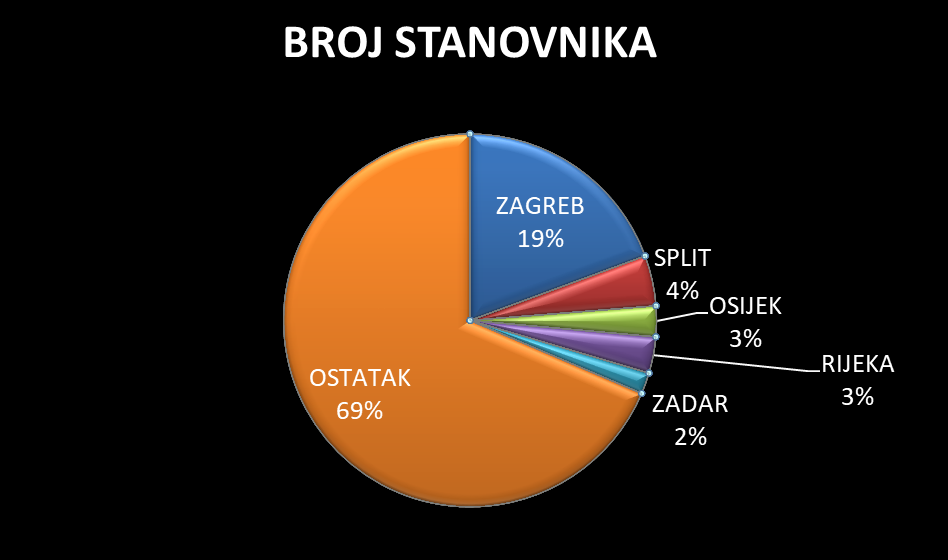 BROJ STANOVNIKA
ZAGREB
19%
SPLIT
4%
OSIJEK
3%
RIJEKA
3%
ZADAR
2%
OSTATAK
69%